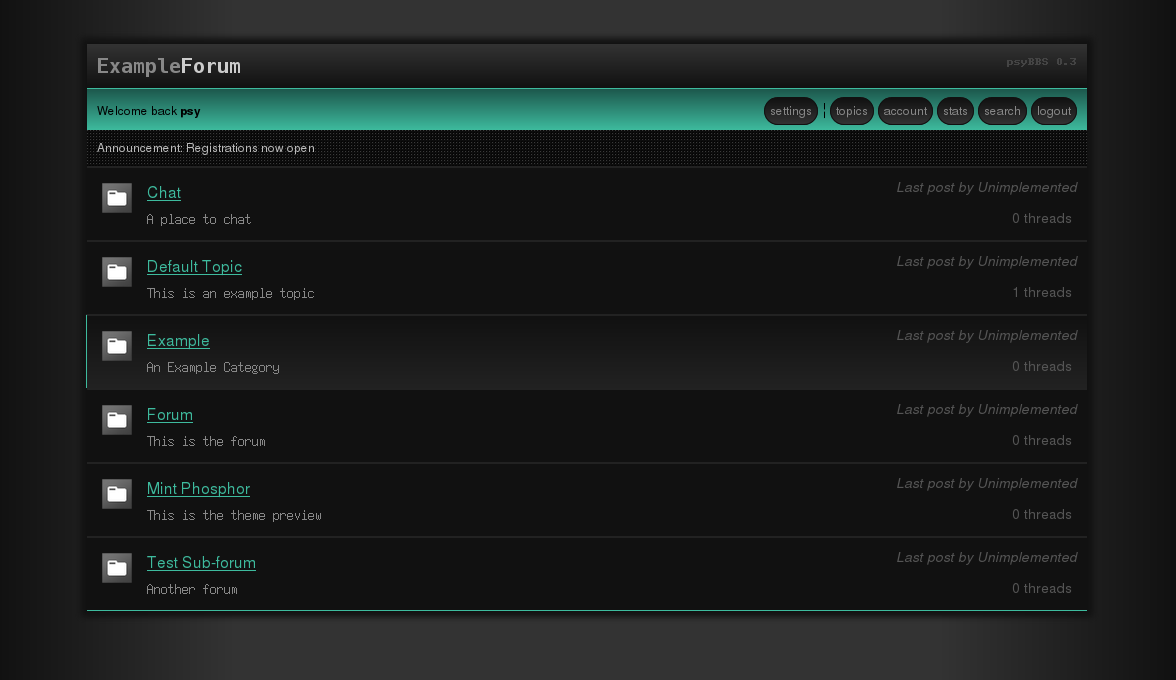 ExampleForum
psyBBS 0.3
Welcome back psy
settings ¦ topics account stats search logout
Announcement: Registrations now open
Chat
Last post by Unimplemented
A place to chat
0 threads
Default Topic
Last post by Unimplemented
This is an example topic
1 threads
Example
Last post by Unimplemented
An Example Category
0 threads
Forum
Last post by Unimplemented
This is the forum
0 threads
Mint Phosphor
Last post by Unimplemented
This is the theme preview
0 threads
Test Sub-forum
Last post by Unimplemented
Another forum
0 threads